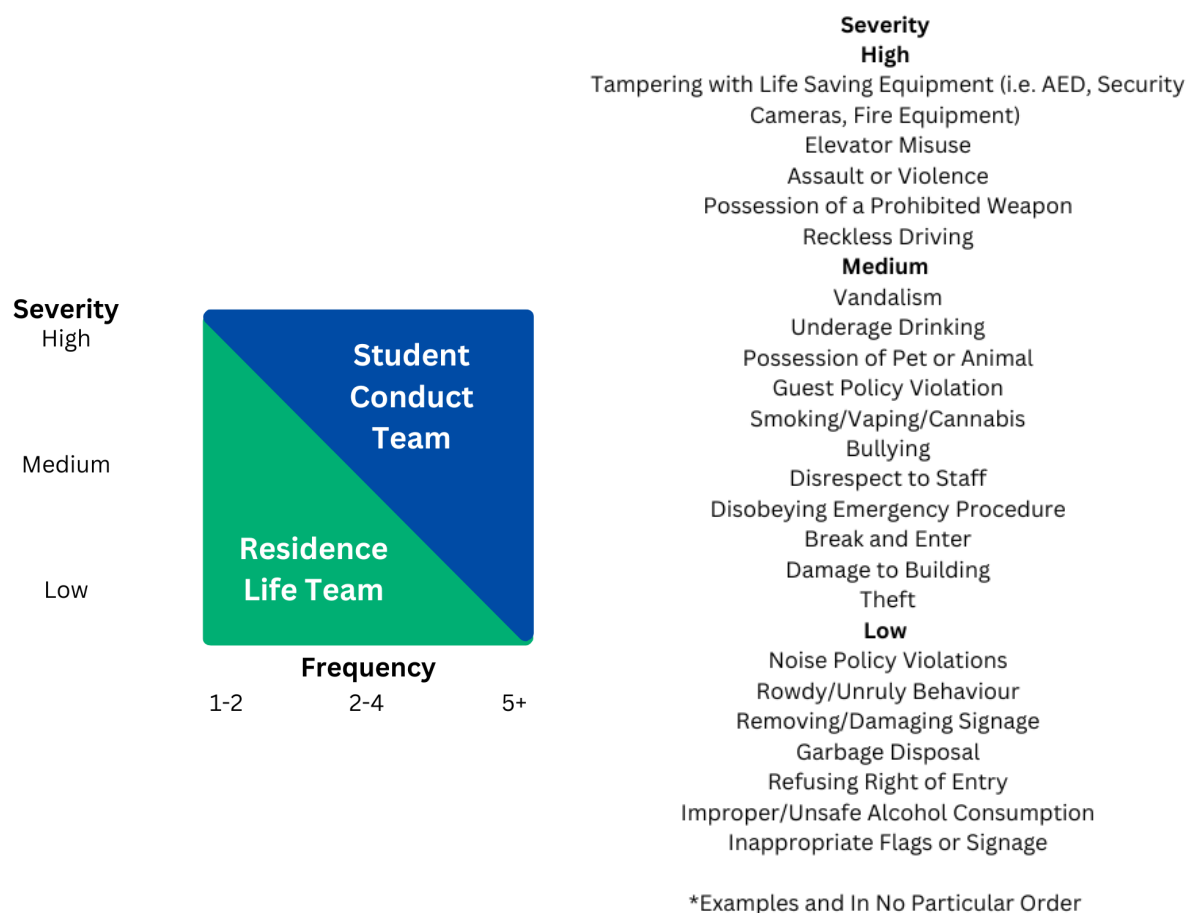 Severity
High
Medium
Low
Student
Conduct
Team
Residence
Life Team
Frequency
1-2
2-4
5+
Severity
High
Tampering with Life Saving Equipment (i.e. AED, Security
Cameras, Fire Equipment)
Elevator Misuse
Assault or Violence
Possession of a Prohibited Weapon
Reckless Driving
Medium
Vandalism
Underage Drinking
Possession of Pet or Animal
Guest Policy Violation
Smoking/Vaping/Cannabis
Bullying
Disrespect to Staff
Disobeying Emergency Procedure
Break and Enter
Damage to Building
Theft
Low
Noise Policy Violations
Rowdy/Unruly Behaviour
Removing/Damaging Signage
Garbage Disposal
Refusing Right of Entry
Improper/Unsafe Alcohol Consumption
Inappropriate Flags or Signage
*Examples and In No Particular Order